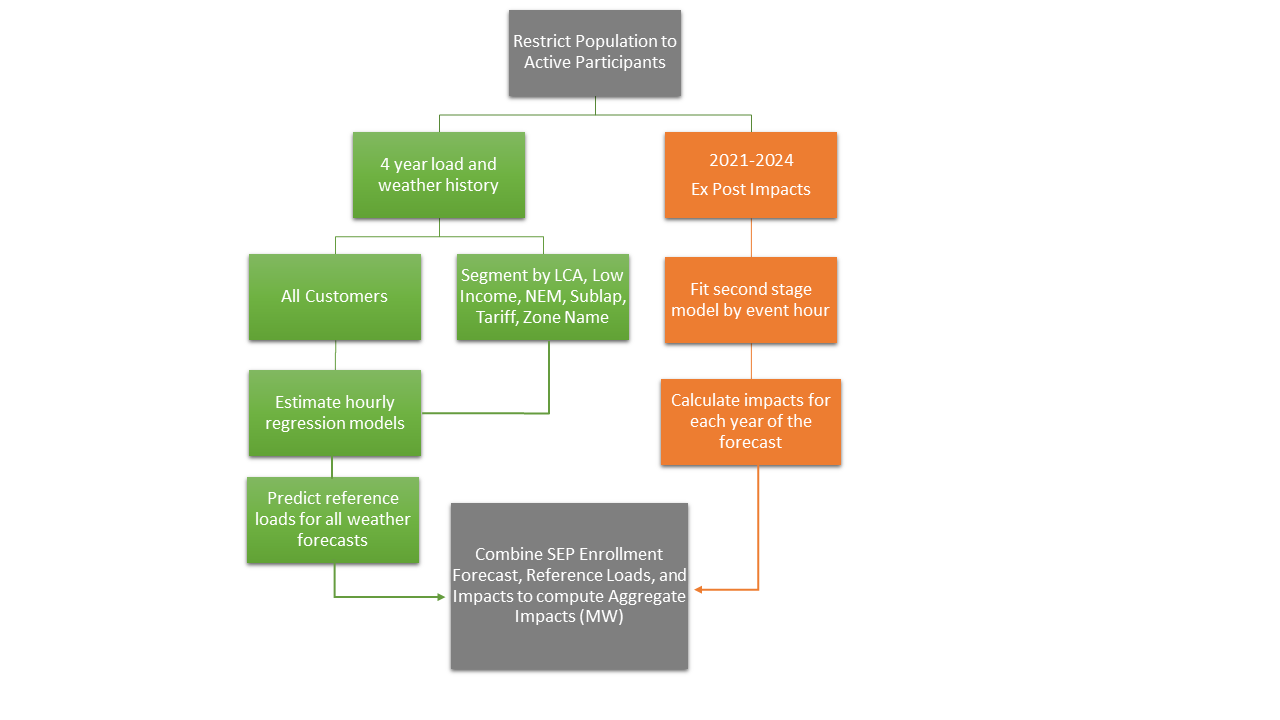 Restrict Population to
Active Participants
4 year load and
weather history
2021-2024
Ex Post Impacts
All Customers
Segment by LCA, Low
Income, NEM, Sublap,
Tariff, Zone Name
Fit second stage
model by event hour
Estimate hourly
regression models
Calculate impacts for
each year of the
forecast
Predict reference
loads for all weather
forecasts
Combine SEP Enrollment
Forecast, Reference Loads, and
Impacts to compute Aggregate
Impacts (MW)